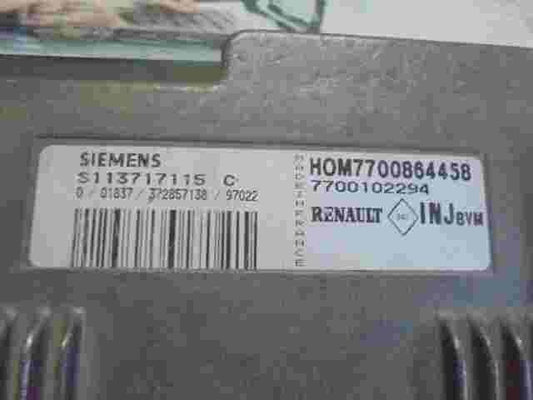 SIEMENS
S113717115 C
0 / 01837 / 372857138 / 97022
MADE IN FRANCE
HOM7700864458
7700102294
RENAULT INJ BVM